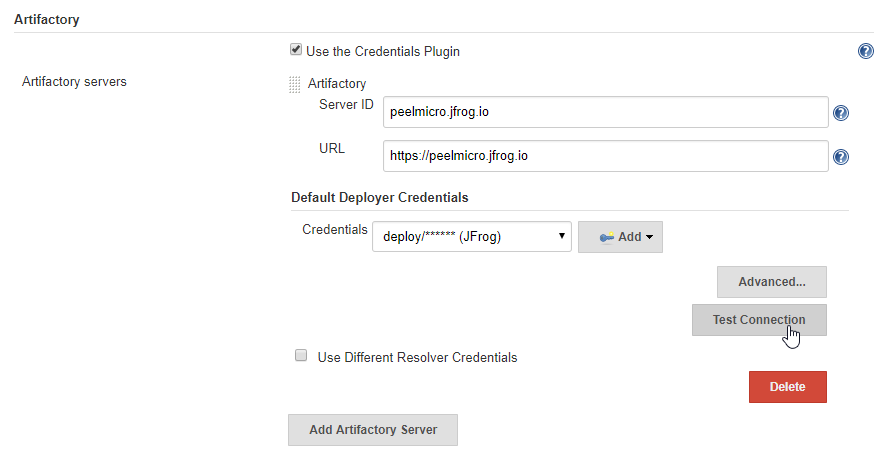 Artifactory
Use the Credentials Plugin
Artifactory servers
Artifactory
Server ID
peelmicro.jfrog.io
URL
https://peelmicro.jfrog.io
Default Deployer Credentials
Credentials
deploy/****** (JFrog)
Add
Advanced...
Test Connection
Use Different Resolver Credentials
Delete
Add Artifactory Server